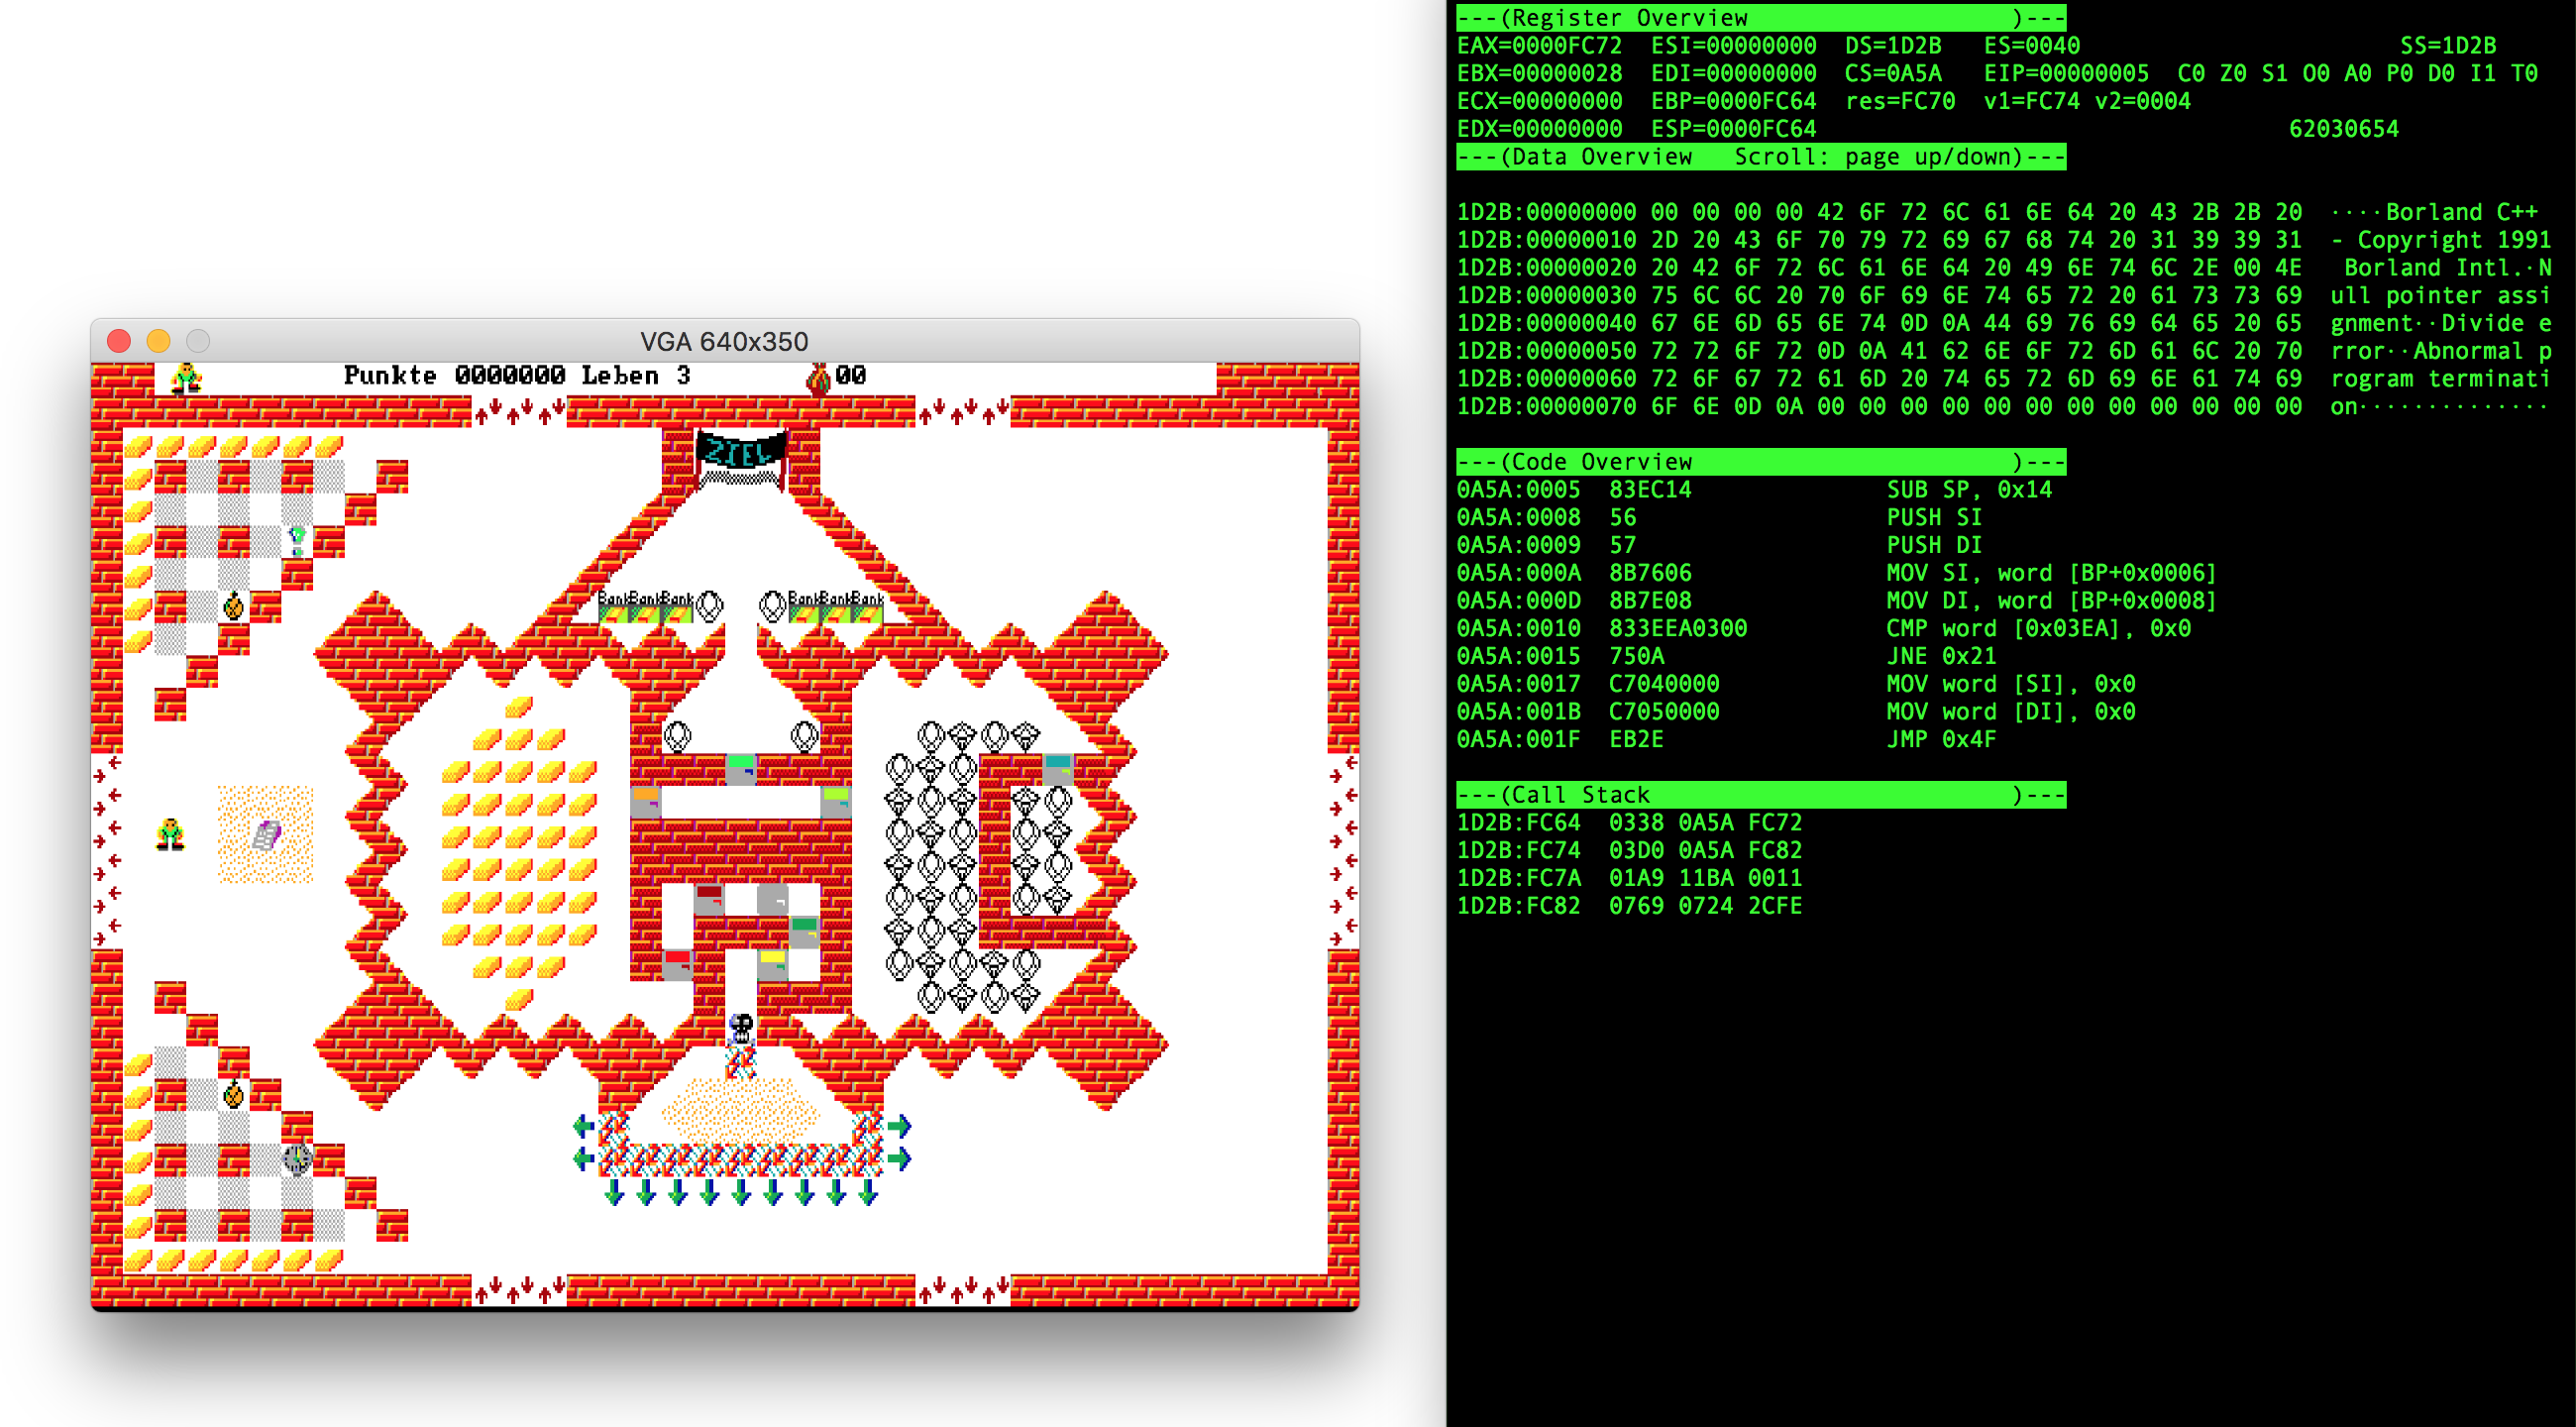 VGA 640x350
Punkte 0000000 Leben 3 00
ZIEL
BankBankBank BankBankBank
---(Register Overview )---
EAX=0000FC72 ESI=00000000 DS=1D2B ES=0040 SS=1D2B
EBX=00000028 EDI=00000000 CS=0A5A EIP=00000005 C0 Z0 S1 O0 A0 P0 D0 I1 T0
ECX=00000000 EBP=0000FC64 res=FC70 v1=FC74 v2=0004
EDX=00000000 ESP=0000FC64 62030654
---(Data Overview Scroll: page up/down)---
1D2B:00000000 00 00 00 00 42 6F 72 6C 61 6E 64 20 43 2B 2B 20 ····Borland C++
1D2B:00000010 2D 20 43 6F 70 79 72 69 67 68 74 20 31 39 39 31 - Copyright 1991
1D2B:00000020 20 42 6F 72 6C 61 6E 64 20 49 6E 74 6C 2E 00 4E Borland Intl.·N
1D2B:00000030 75 6C 6C 20 70 6F 69 6E 74 65 72 20 61 73 73 69 ull pointer assi
1D2B:00000040 67 6E 6D 65 6E 74 0D 0A 44 69 76 69 64 65 20 65 gnment··Divide e
1D2B:00000050 72 72 6F 72 0D 0A 41 62 6E 6F 72 6D 61 6C 20 70 rror··Abnormal p
1D2B:00000060 72 6F 67 72 61 6D 20 74 65 72 6D 69 6E 61 74 69 rogram terminati
1D2B:00000070 6F 6E 0D 0A 00 00 00 00 00 00 00 00 00 00 00 00 on··············
---(Code Overview )---
0A5A:0005 83EC14 SUB SP, 0x14
0A5A:0008 56 PUSH SI
0A5A:0009 57 PUSH DI
0A5A:000A 8B7606 MOV SI, word [BP+0x0006]
0A5A:000D 8B7E08 MOV DI, word [BP+0x0008]
0A5A:0010 833EEA0300 CMP word [0x03EA], 0x0
0A5A:0015 750A JNE 0x21
0A5A:0017 C7040000 MOV word [SI], 0x0
0A5A:001B C7050000 MOV word [DI], 0x0
0A5A:001F EB2E JMP 0x4F
---(Call Stack )---
1D2B:FC64 0338 0A5A FC72
1D2B:FC74 03D0 0A5A FC82
1D2B:FC7A 01A9 11BA 0011
1D2B:FC82 0769 0724 2CFE